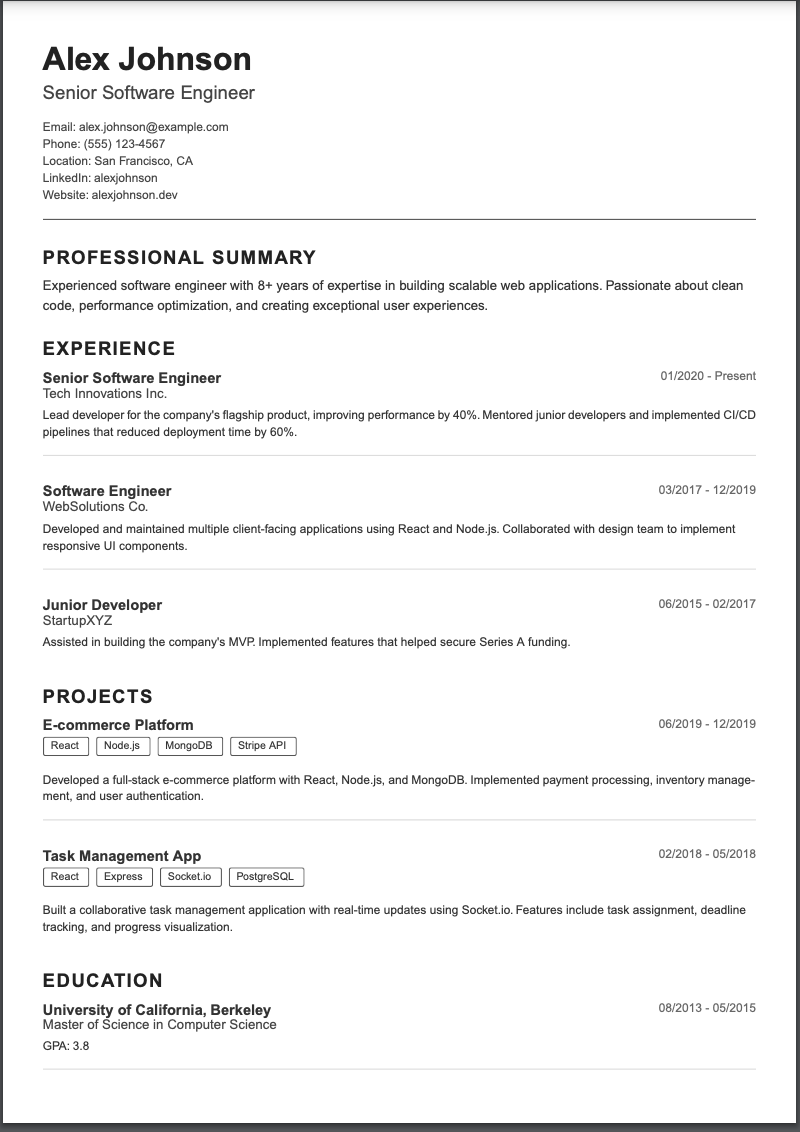 Alex Johnson
Senior Software Engineer
Email: alex.johnson@example.com
Phone: (555) 123-4567
Location: San Francisco, CA
LinkedIn: alexjohnson
Website: alexjohnson.dev
PROFESSIONAL SUMMARY
Experienced software engineer with 8+ years of expertise in building scalable web applications. Passionate about clean
code, performance optimization, and creating exceptional user experiences.
EXPERIENCE
Senior Software Engineer 01/2020 - Present
Tech Innovations Inc.
Lead developer for the company's flagship product, improving performance by 40%. Mentored junior developers and implemented CI/CD
pipelines that reduced deployment time by 60%.
Software Engineer 03/2017 - 12/2019
WebSolutions Co.
Developed and maintained multiple client-facing applications using React and Node.js. Collaborated with design team to implement
responsive UI components.
Junior Developer 06/2015 - 02/2017
StartupXYZ
Assisted in building the company's MVP. Implemented features that helped secure Series A funding.
PROJECTS
E-commerce Platform 06/2019 - 12/2019
React Node.js MongoDB Stripe API
Developed a full-stack e-commerce platform with React, Node.js, and MongoDB. Implemented payment processing, inventory manage-
ment, and user authentication.
Task Management App 02/2018 - 05/2018
React Express Socket.io PostgreSQL
Built a collaborative task management application with real-time updates using Socket.io. Features include task assignment, deadline
tracking, and progress visualization.
EDUCATION
University of California, Berkeley 08/2013 - 05/2015
Master of Science in Computer Science
GPA: 3.8